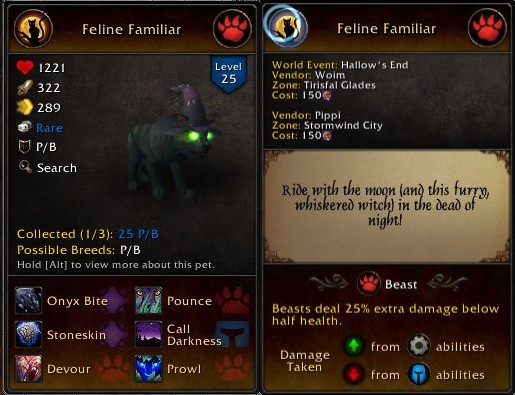 Feline Familiar
Level
25
1221
322
289
Rare
P/B
Search
Collected (1/3): 25 P/B
Possible Breeds: P/B
Hold [Alt] to view more about this pet.
Onyx Bite
Pounce
Stoneskin
Call
Darkness
Devour
Prowl
Feline Familiar
World Event: Hallow's End
Vendor: Woim
Zone: Tirisfal Glades
Cost: 150
Vendor: Pippi
Zone: Stormwind City
Cost: 150
Ride with the moon (and this furry,
whiskered witch) in the dead of
night!
Beast
Beasts deal 25% extra damage below
half health.
Damage
Taken
from abilities
from abilities